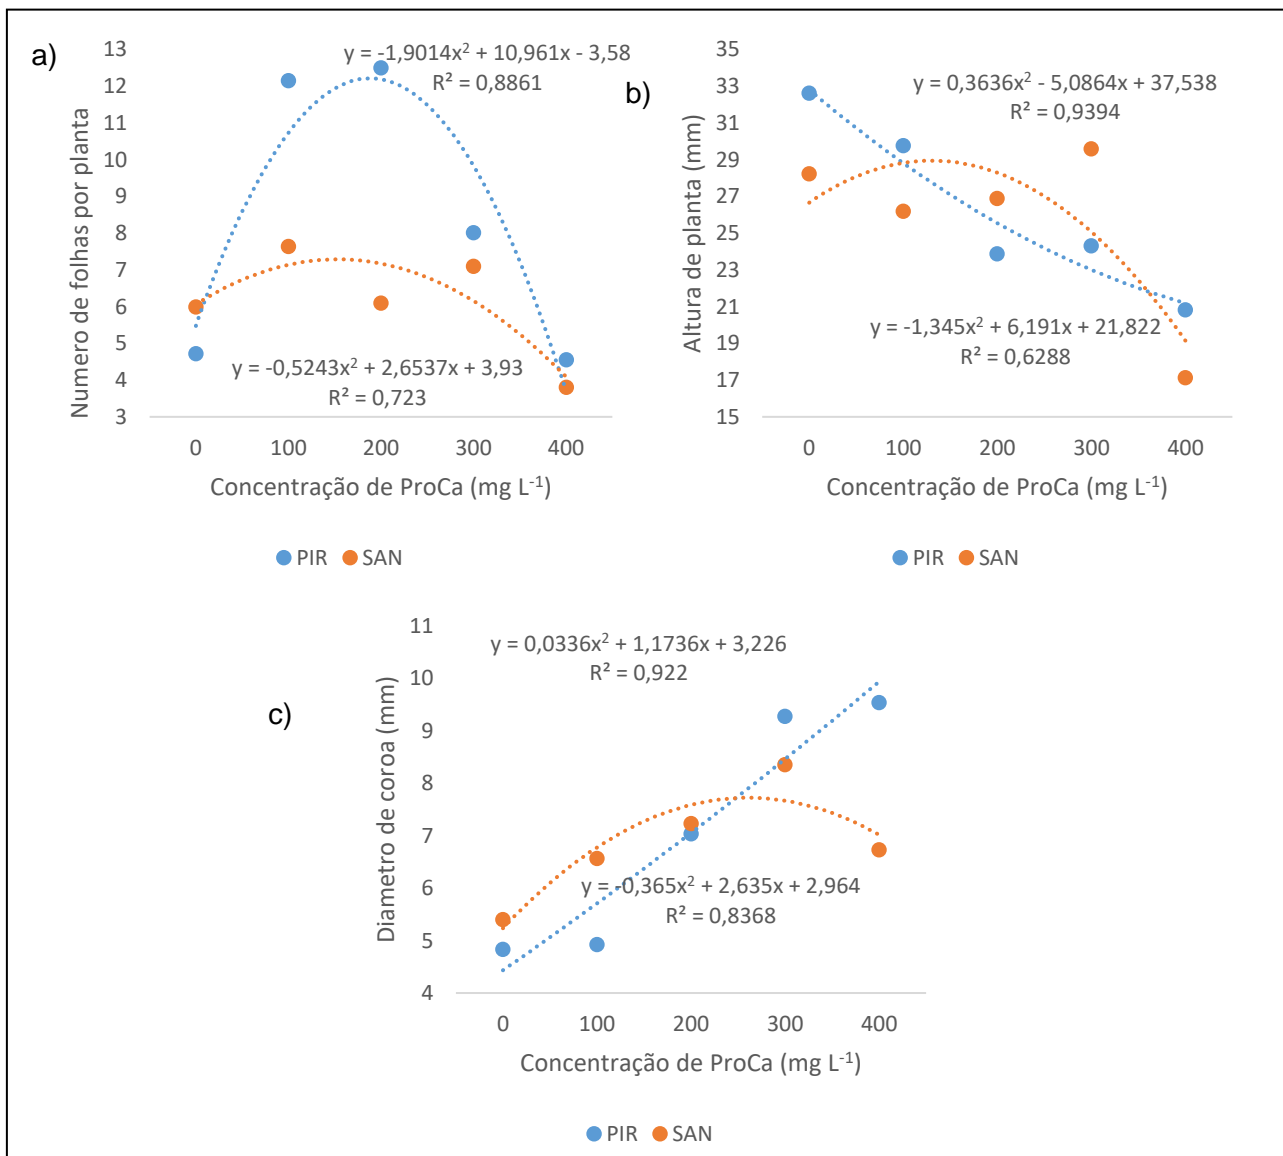 a)
y = -1,9014x² + 10,961x - 3,58
R² = 0,8861
y = -0,5243x² + 2,6537x + 3,93
R² = 0,723
Numero de folhas por planta
13
12
11
10
9
8
7
6
5
4
3
0 100 200 300 400
Concentração de ProCa (mg L⁻¹)
PIR SAN
b)
y = 0,3636x² - 5,0864x + 37,538
R² = 0,9394
y = -1,345x² + 6,191x + 21,822
R² = 0,6288
Altura de planta (mm)
35
33
31
29
27
25
23
21
19
17
15
0 100 200 300 400
Concentração de ProCa (mg L⁻¹)
PIR SAN
c)
y = 0,0336x² + 1,1736x + 3,226
R² = 0,922
y = -0,365x² + 2,635x + 2,964
R² = 0,8368
Diametro de coroa (mm)
11
10
9
8
7
6
5
4
0 100 200 300 400
Concentração de ProCa (mg L⁻¹)
PIR SAN